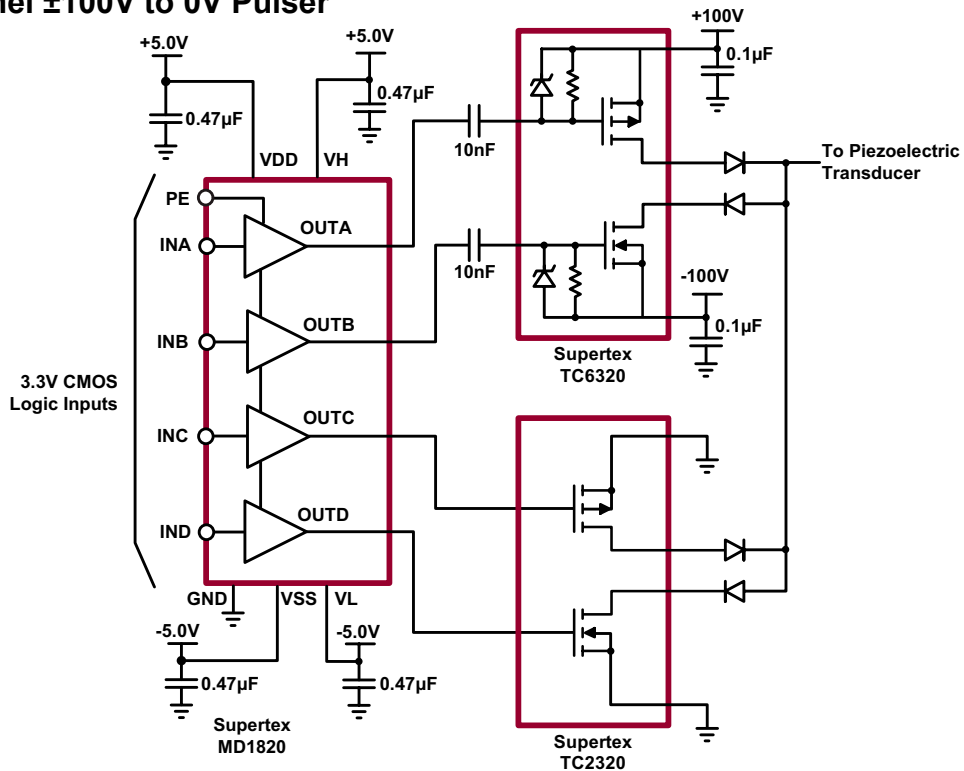 ±100V to 0V Pulser
+5.0V
+5.0V
+100V
0.47µF
0.47µF
0.1µF
VDD
VH
10nF
To Piezoelectric
Transducer
PE
INA
OUTA
10nF
-100V
0.1µF
INB
OUTB
Supertex
TC6320
3.3V CMOS
Logic Inputs
INC
OUTC
IND
OUTD
GND
VSS
VL
-5.0V
-5.0V
0.47µF
0.47µF
Supertex
MD1820
Supertex
TC2320